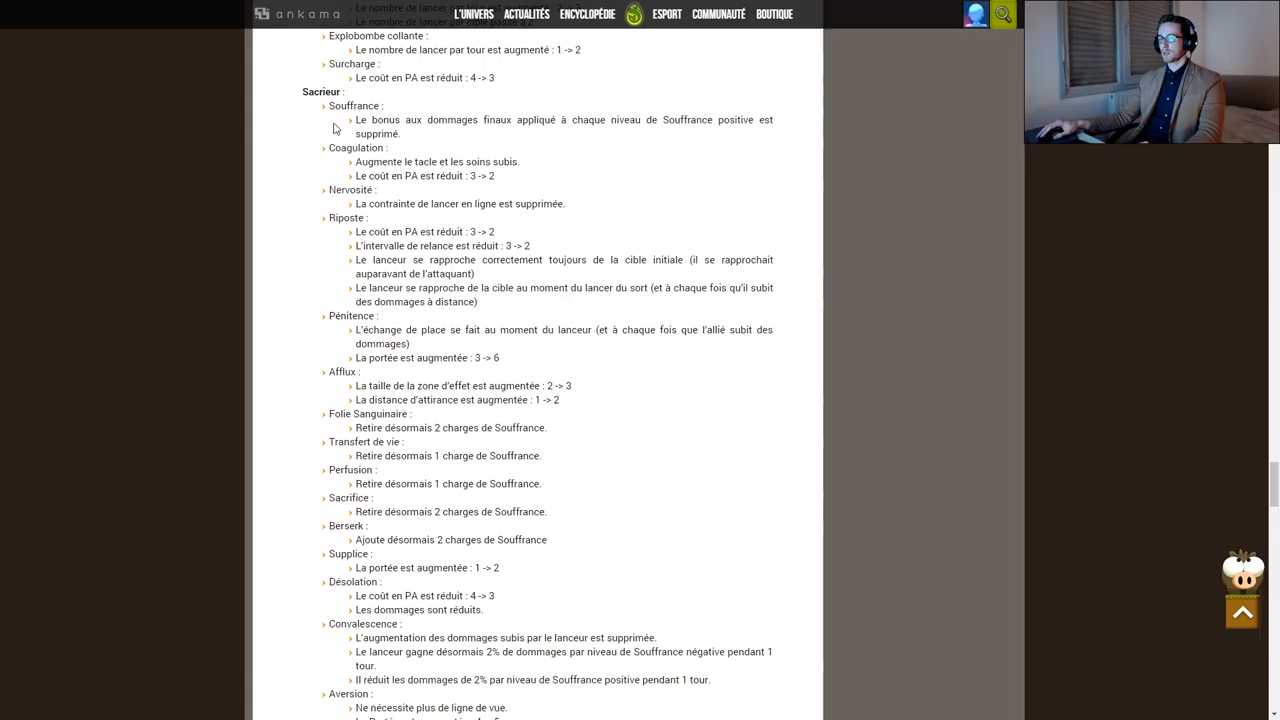 ankama
L'UNIVERS ACTUALITÉS ENCYCLOPÉDIE ESPORT COMMUNAUTÉ BOUTIQUE
Explobombe collante :
Le nombre de lancer par tour est augmenté : 1 -> 2
Surcharge :
Le coût en PA est réduit : 4 -> 3
Sacrieur :
Souffrance :
Le bonus aux dommages finaux appliqué à chaque niveau de Souffrance positive est
supprimé.
Coagulation :
Augmente le tacle et les soins subis.
Le coût en PA est réduit : 3 -> 2
Nervosité :
La contrainte de lancer en ligne est supprimée.
Riposte :
Le coût en PA est réduit : 3 -> 2
L'intervalle de relance est réduit : 3 -> 2
Le lanceur se rapproche correctement toujours de la cible initiale (il se rapprochait
auparavant de l'attaquant)
Le lanceur se rapproche de la cible au moment du lancer du sort (et à chaque fois qu'il subit
des dommages à distance)
Pénitence :
L'échange de place se fait au moment du lanceur (et à chaque fois que l'allié subit des
dommages)
La portée est augmentée : 3 -> 6
Afflux :
La taille de la zone d'effet est augmentée : 2 -> 3
La distance d'attirance est augmentée : 1 -> 2
Folie Sanguinaire :
Retire désormais 2 charges de Souffrance.
Transfert de vie :
Retire désormais 1 charge de Souffrance.
Perfusion :
Retire désormais 1 charge de Souffrance.
Sacrifice :
Retire désormais 2 charges de Souffrance.
Berserk :
Ajoute désormais 2 charges de Souffrance
Supplice :
La portée est augmentée : 1 -> 2
Désolation :
Le coût en PA est réduit : 4 -> 3
Les dommages sont réduits.
Convalescence :
L'augmentation des dommages subis par le lanceur est supprimée.
Le lanceur gagne désormais 2% de dommages par niveau de Souffrance négative pendant 1
tour.
Il réduit les dommages de 2% par niveau de Souffrance positive pendant 1 tour.
Aversion :
Ne nécessite plus de ligne de vue.